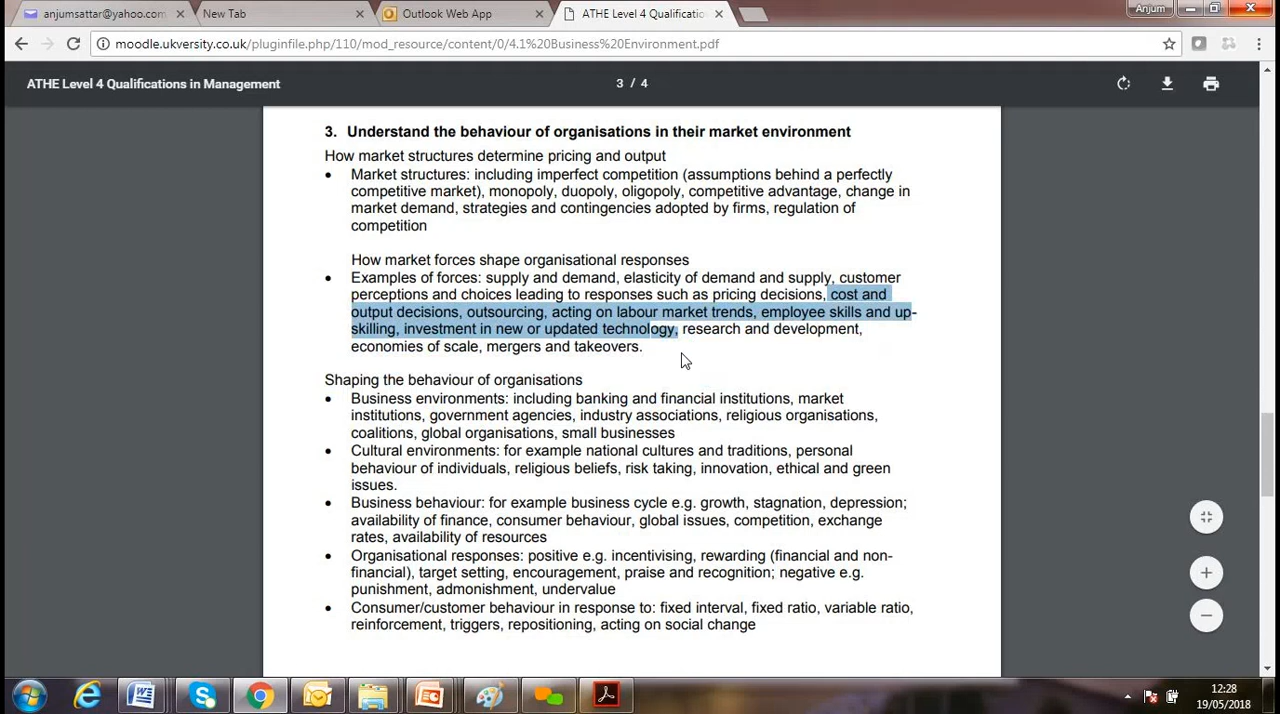 anjumsattar@yahoo.com
New Tab
Outlook Web App
ATHE Level 4 Qualificatio
Anjum
moodle.ukversity.co.uk/pluginfile.php/110/mod_resource/content/0/4.1%20Business%20Environment.pdf
ATHE Level 4 Qualifications in Management
3 / 4
3. Understand the behaviour of organisations in their market environment
How market structures determine pricing and output
• Market structures: including imperfect competition (assumptions behind a perfectly
competitive market), monopoly, duopoly, oligopoly, competitive advantage, change in
market demand, strategies and contingencies adopted by firms, regulation of
competition
How market forces shape organisational responses
• Examples of forces: supply and demand, elasticity of demand and supply, customer
perceptions and choices leading to responses such as pricing decisions, cost and
output decisions, outsourcing, acting on labour market trends, employee skills and up-
skilling, investment in new or updated technology, research and development,
economies of scale, mergers and takeovers.
Shaping the behaviour of organisations
• Business environments: including banking and financial institutions, market
institutions, government agencies, industry associations, religious organisations,
coalitions, global organisations, small businesses
• Cultural environments: for example national cultures and traditions, personal
behaviour of individuals, religious beliefs, risk taking, innovation, ethical and green
issues.
• Business behaviour: for example business cycle e.g. growth, stagnation, depression;
availability of finance, consumer behaviour, global issues, competition, exchange
rates, availability of resources
• Organisational responses: positive e.g. incentivising, rewarding (financial and non-
financial), target setting, encouragement, praise and recognition; negative e.g.
punishment, admonishment, undervalue
• Consumer/customer behaviour in response to: fixed interval, fixed ratio, variable ratio,
reinforcement, triggers, repositioning, acting on social change
12:28
19/05/2018